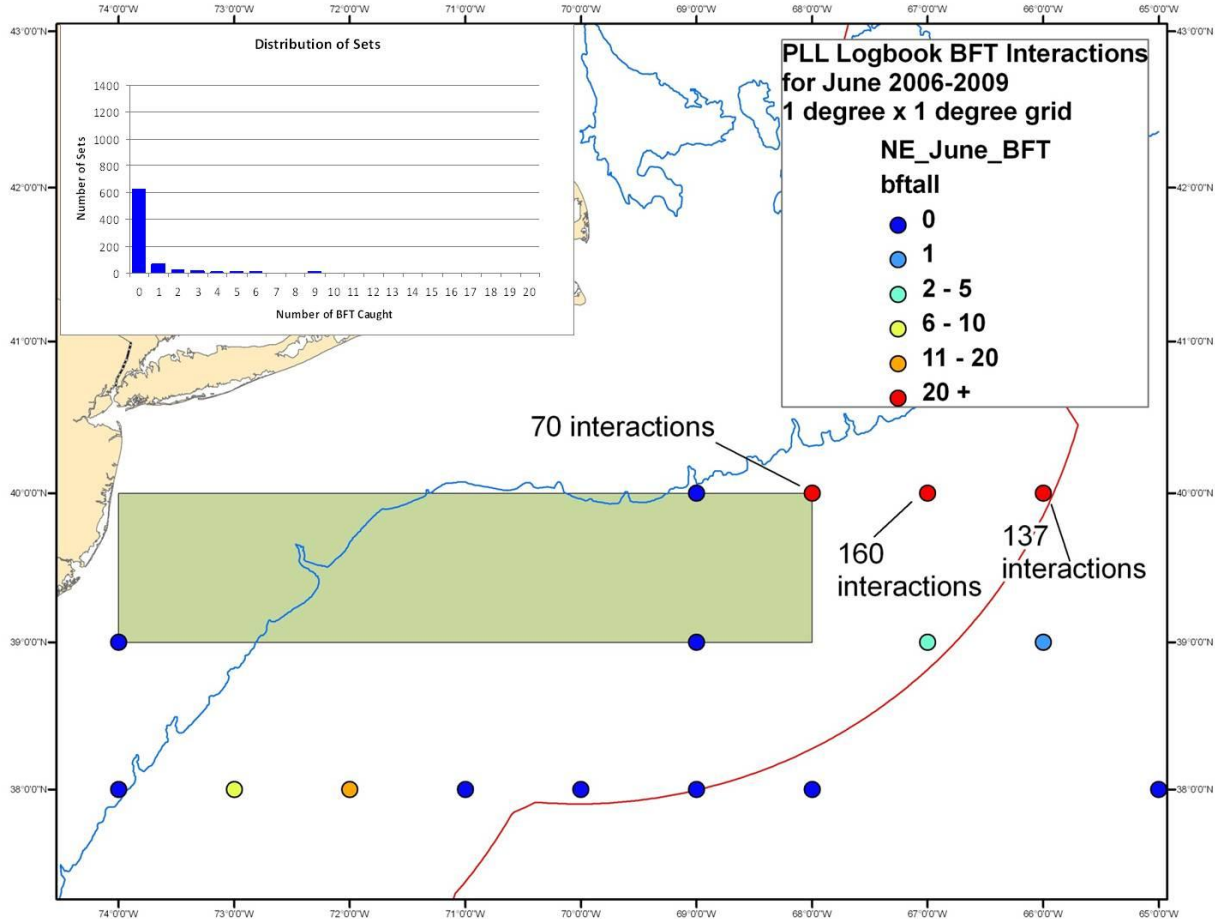 74°0'0"W 73°0'0"W 72°0'0"W 71°0'0"W 70°0'0"W 69°0'0"W 68°0'0"W 67°0'0"W 66°0'0"W 65°0'0"W
43°0'0"N
43°0'0"N
Distribution of Sets
Number of Sets
1400
1200
1000
800
600
400
200
0
0 1 2 3 4 5 6 7 8 9 10 11 12 13 14 15 16 17 18 19 20
Number of BFT Caught
PLL Logbook BFT Interactions
for June 2006-2009
1 degree x 1 degree grid
NE_June_BFT
bftall
0
1
2 - 5
6 - 10
11 - 20
20 +
42°0'0"N
42°0'0"N
41°0'0"N
41°0'0"N
70 interactions
40°0'0"N
40°0'0"N
160
interactions
137
interactions
39°0'0"N
39°0'0"N
38°0'0"N
38°0'0"N
74°0'0"W 73°0'0"W 72°0'0"W 71°0'0"W 70°0'0"W 69°0'0"W 68°0'0"W 67°0'0"W 66°0'0"W 65°0'0"W